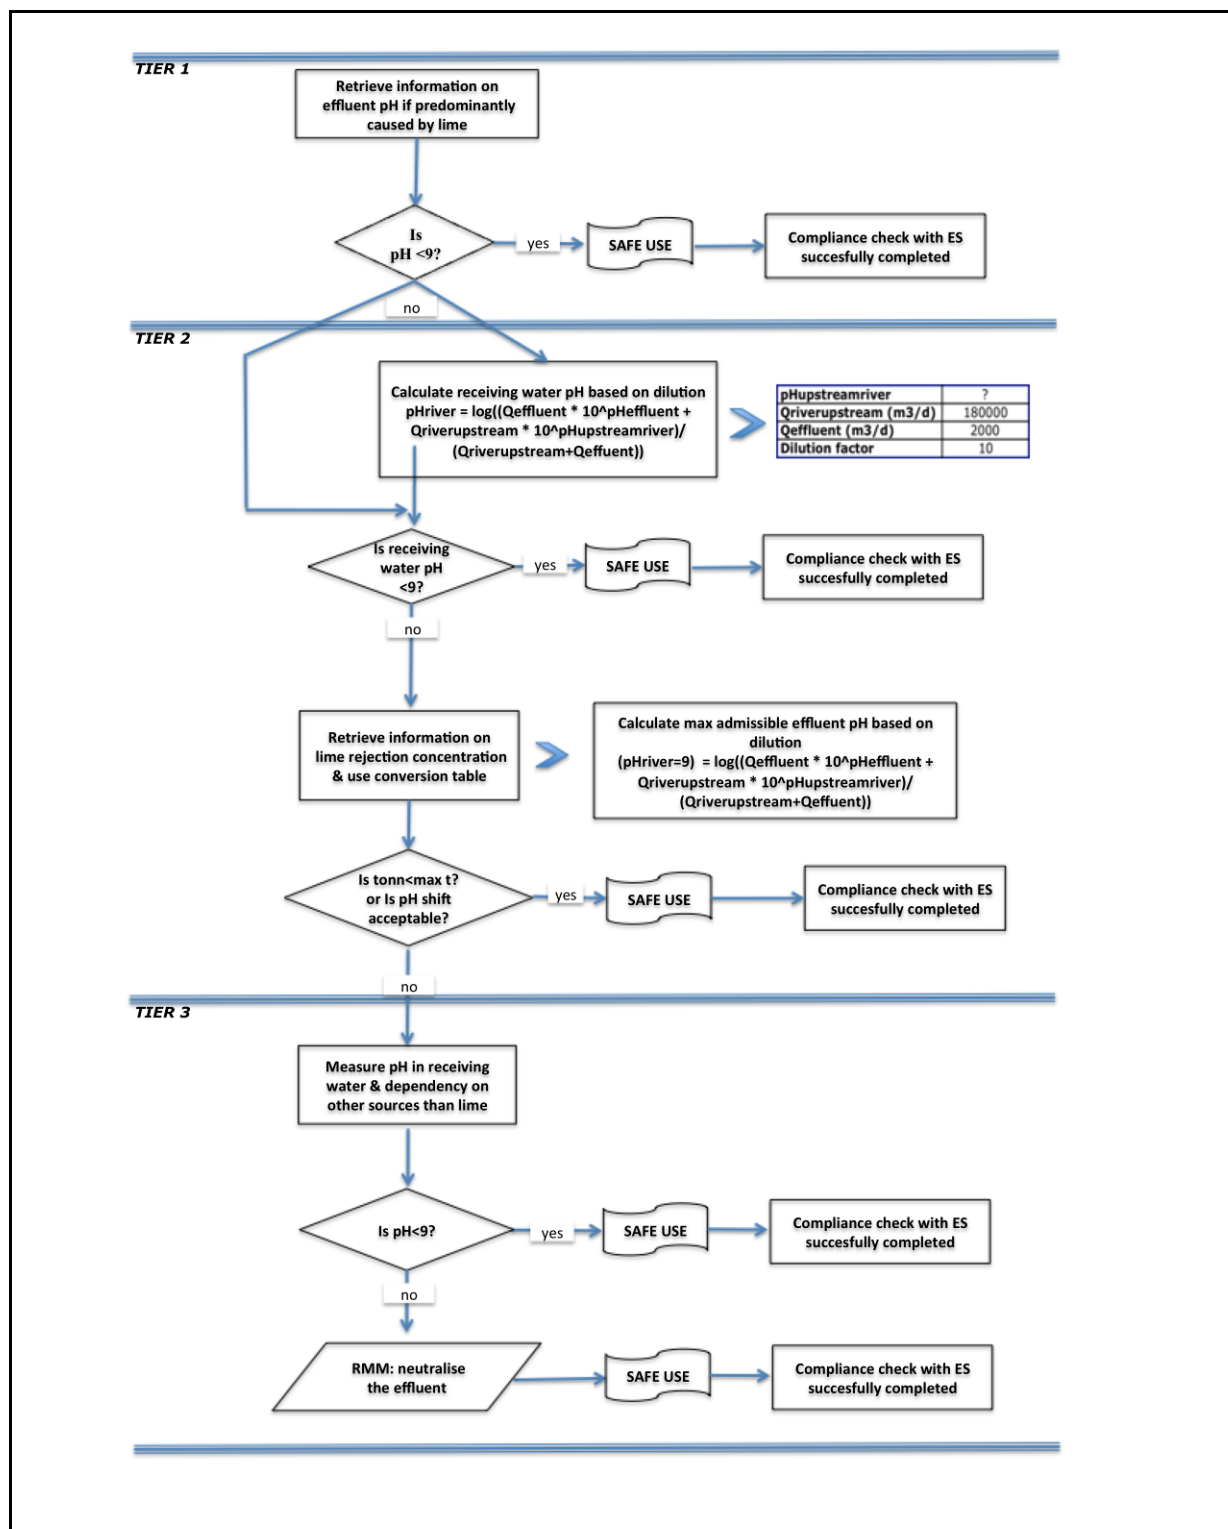 TIER 1
Retrieve information on
effluent pH if predominantly
caused by lime
Is
pH <9?
yes
SAFE USE
Compliance check with ES
succesfully completed
no
TIER 2
Calculate receiving water pH based on dilution
pHriver = log((Qeffluent * 10^pHeffluent +
Qriverupstream * 10^pHupstreamriver)/
(Qriverupstream+Qeffuent))
pHupstreamriver ?
Qriverupstream (m3/d) 180000
Qeffluent (m3/d) 2000
Dilution factor 10
Is receiving
water pH
<9?
yes
SAFE USE
Compliance check with ES
succesfully completed
no
Retrieve information on
lime rejection concentration
& use conversion table
Calculate max admissible effluent pH based on
dilution
(pHriver=9) = log((Qeffluent * 10^pHeffluent +
Qriverupstream * 10^pHupstreamriver)/
(Qriverupstream+Qeffuent))
Is tonn<max t?
or Is pH shift
acceptable?
yes
SAFE USE
Compliance check with ES
succesfully completed
no
TIER 3
Measure pH in receiving
water & dependency on
other sources than lime
Is pH<9?
yes
SAFE USE
Compliance check with ES
succesfully completed
no
RMM: neutralise
the effluent
SAFE USE
Compliance check with ES
succesfully completed